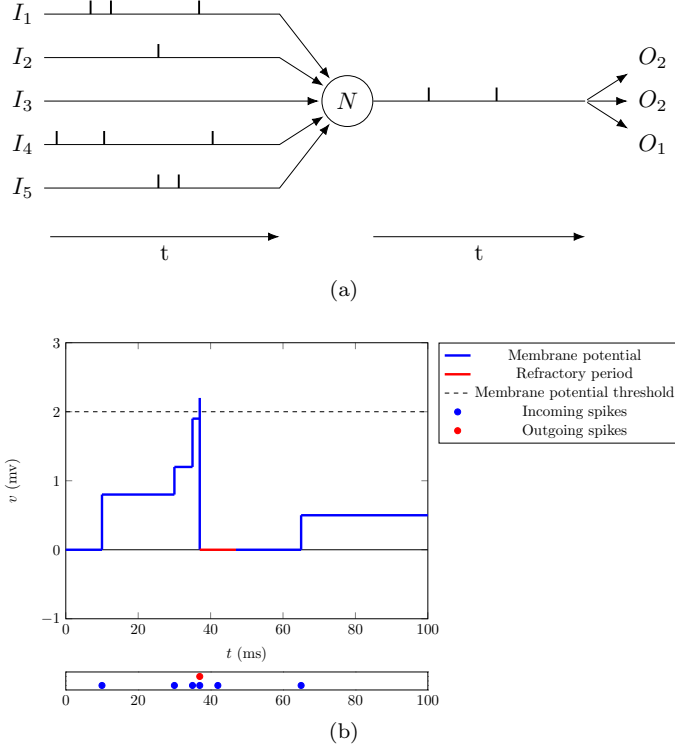 I₁
I₂
I₃
I₄
I₅
N
O₂
O₂
O₁
t
t
(a)
3
2
1
0
−1
v (mv)
0 20 40 60 80 100
t (ms)
Membrane potential
Refractory period
Membrane potential threshold
Incoming spikes
Outgoing spikes
0 20 40 60 80 100
(b)